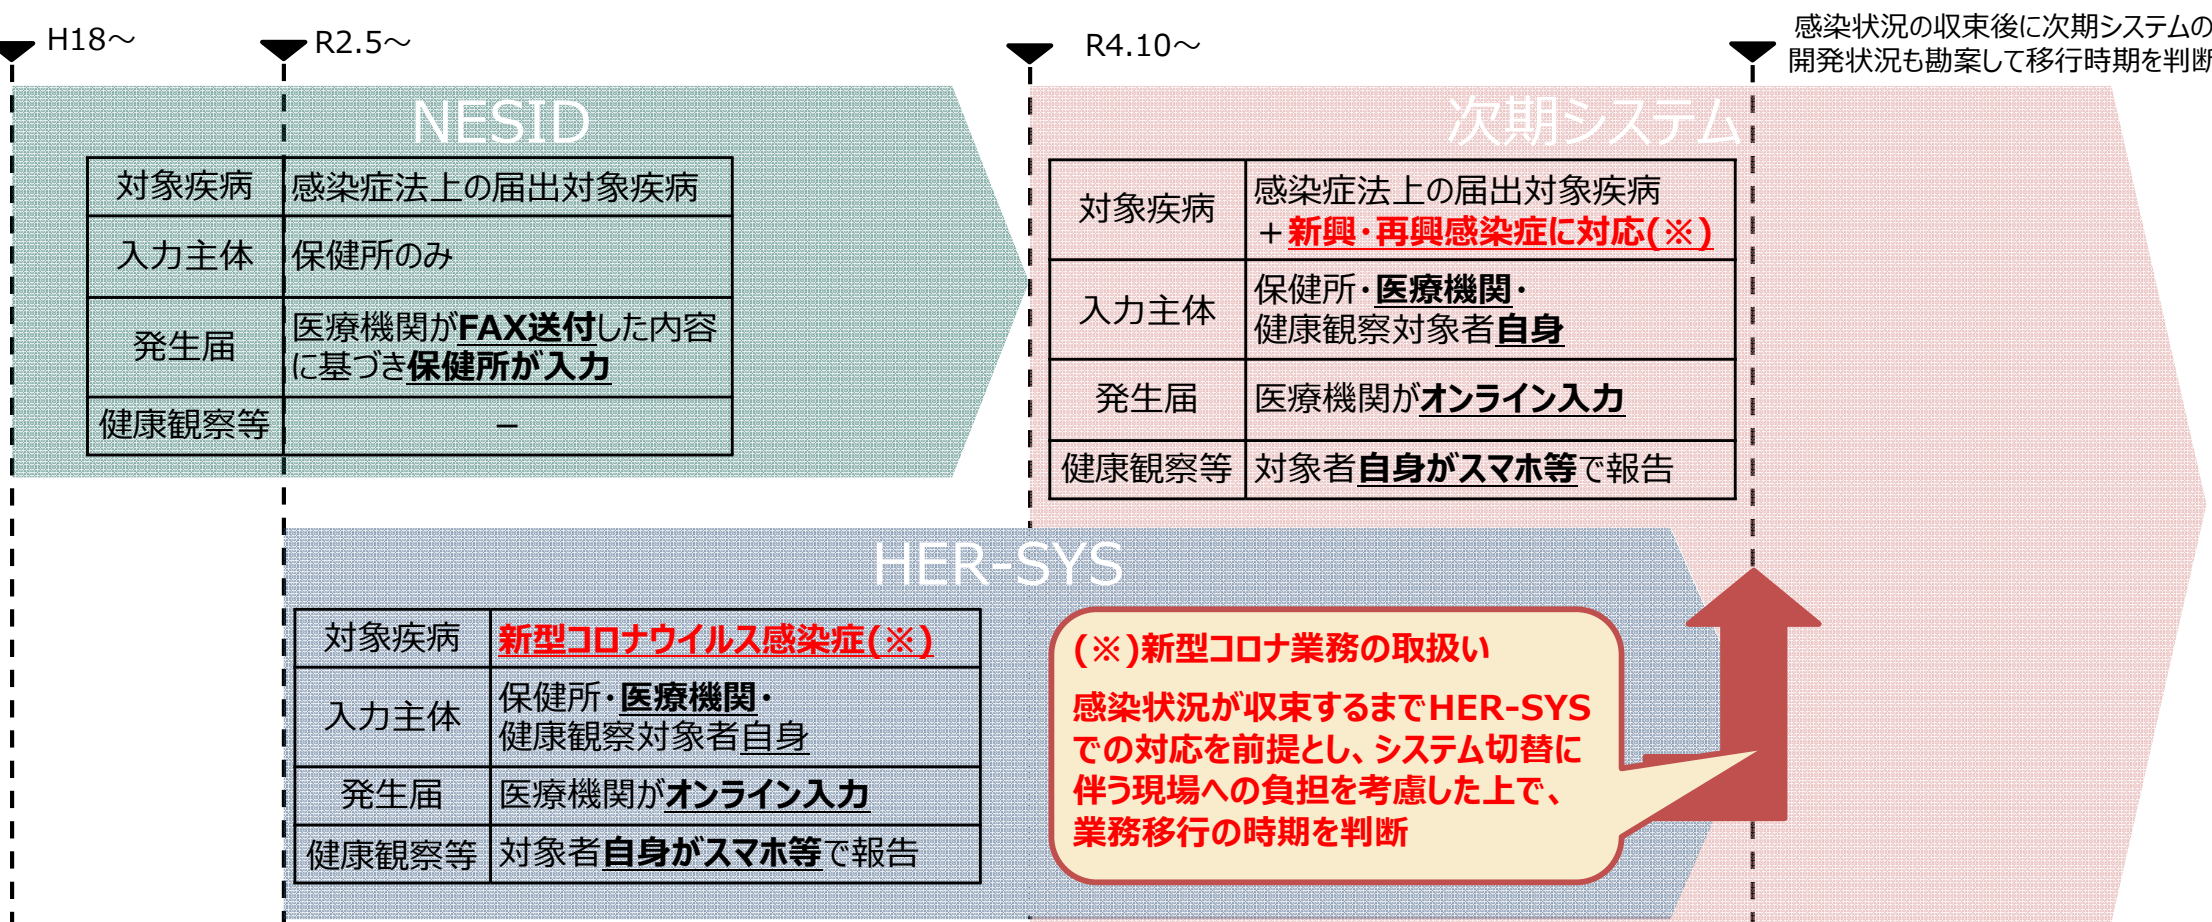 H18～
R2.5～
R4.10～
感染状況の収束後に次期システムの
開発状況も勘案して移行時期を判断
NESID
対象疾病 感染症法上の届出対象疾病
入力主体 保健所のみ
発生届 医療機関がFAX送付した内容
に基づき保健所が入力
健康観察等 －
次期システム
対象疾病 感染症法上の届出対象疾病
＋新興・再興感染症に対応(※)
入力主体 保健所・医療機関・
健康観察対象者自身
発生届 医療機関がオンライン入力
健康観察等 対象者自身がスマホ等で報告
HER-SYS
対象疾病 新型コロナウイルス感染症(※)
入力主体 保健所・医療機関・
健康観察対象者自身
発生届 医療機関がオンライン入力
健康観察等 対象者自身がスマホ等で報告
(※)新型コロナ業務の取扱い
感染状況が収束するまでHER-SYS
での対応を前提とし、システム切替に
伴う現場への負担を考慮した上で、
業務移行の時期を判断